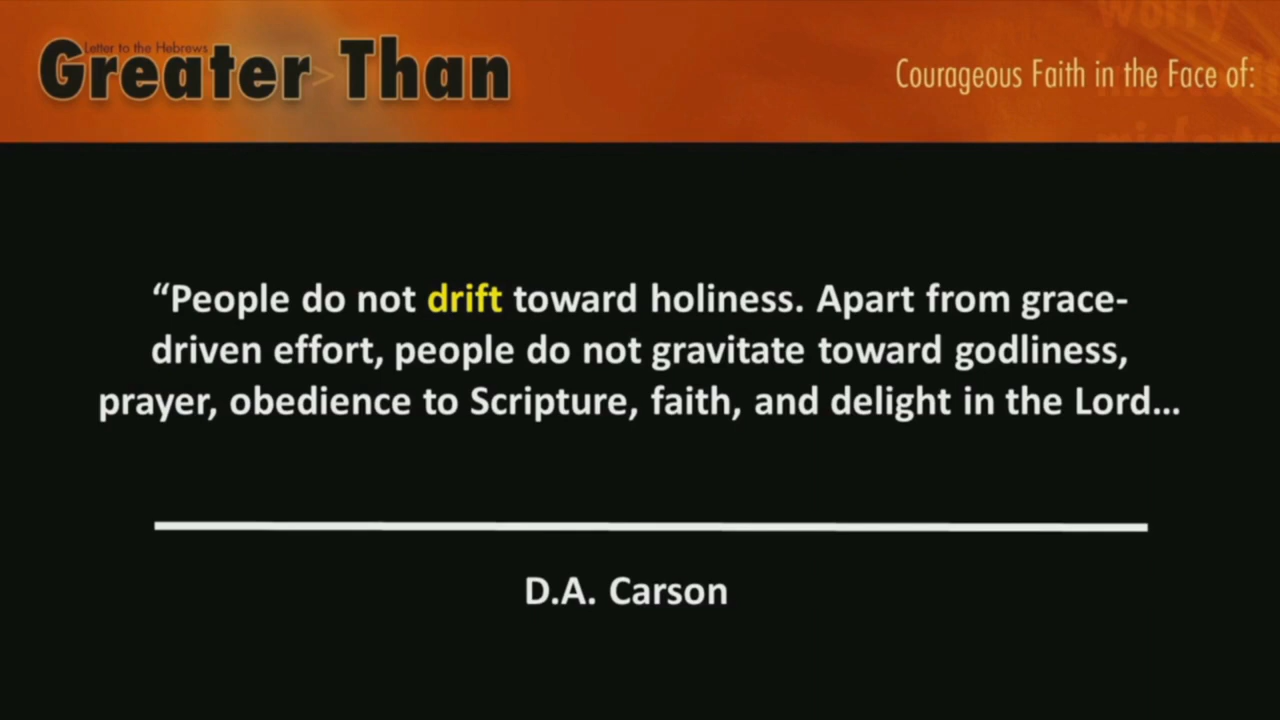 Letter to the Hebrews
Greater > Than
Courageous Faith in the Face of:
worry
“People do not drift toward holiness. Apart from grace-
driven effort, people do not gravitate toward godliness,
prayer, obedience to Scripture, faith, and delight in the Lord...
D.A. Carson